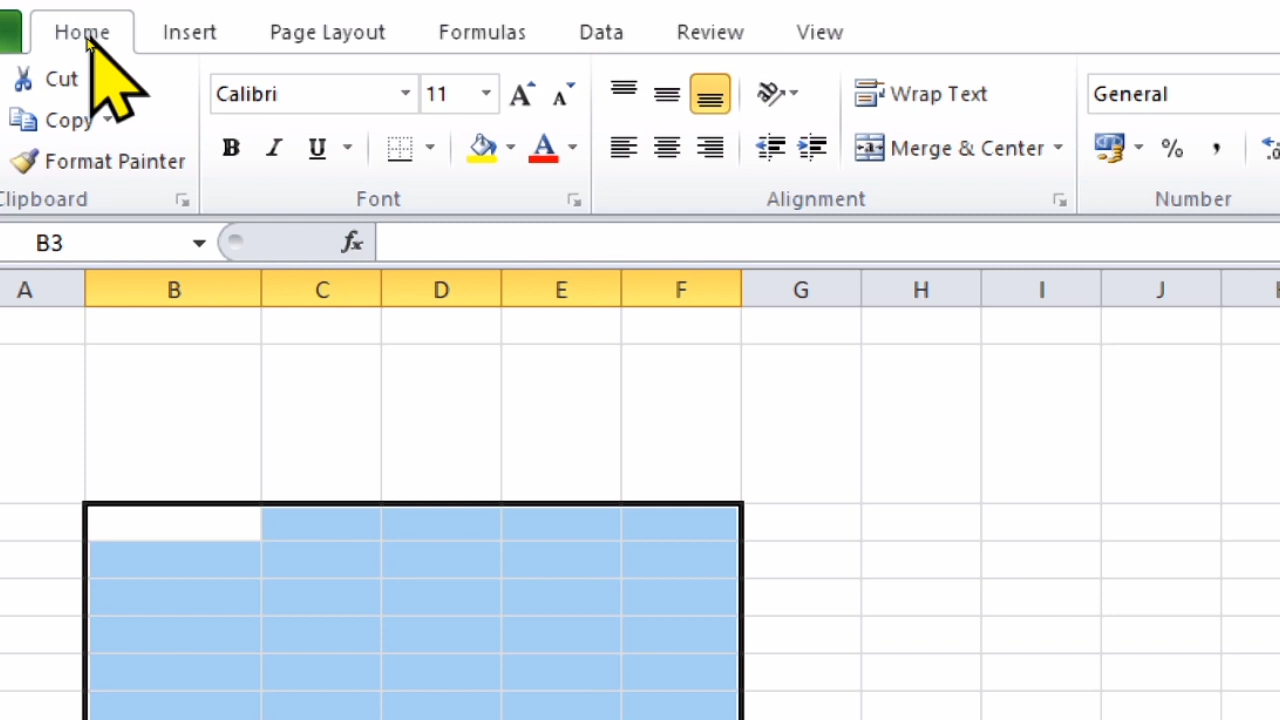 Home Insert Page Layout Formulas Data Review View
Cut
Calibri 11 A A Wrap Text General
Copy
B I U A Merge & Center % ,
Format Painter
Clipboard Font Alignment Number
B3 fx
A B C D E F G H I J